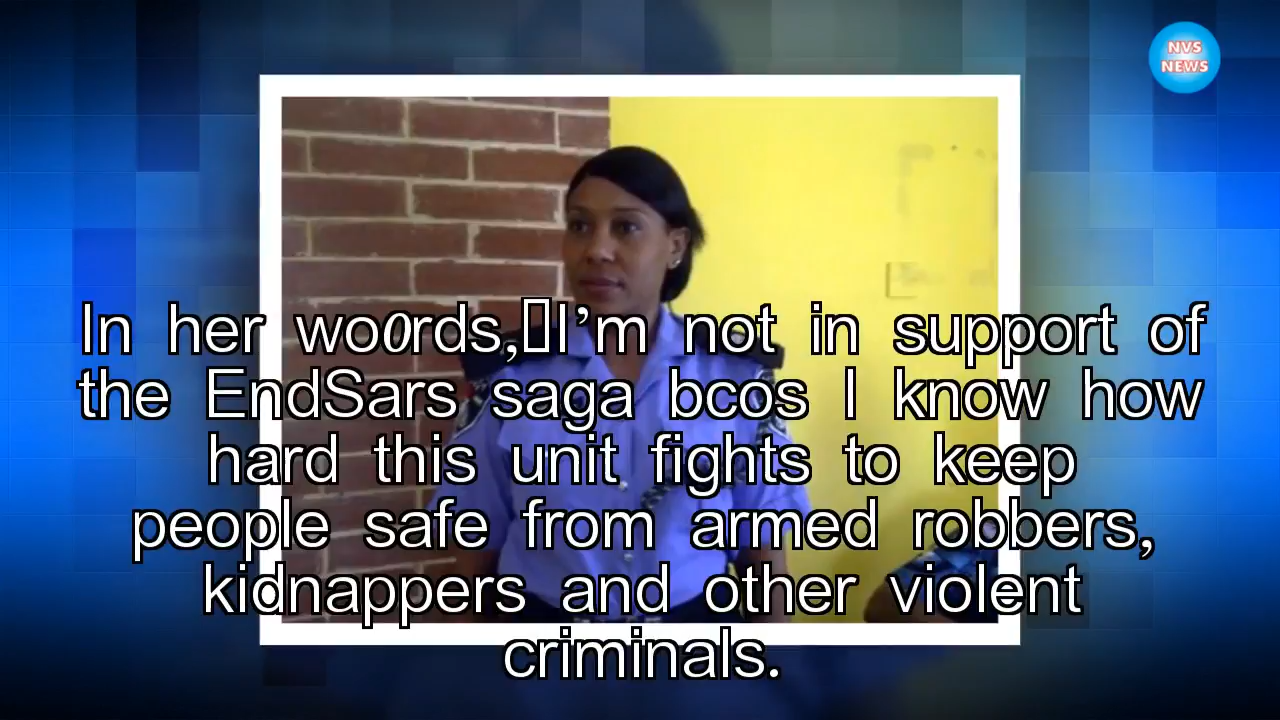 NVS
NEWS
In her woords,▯I’m not in support of
the EndSars saga bcos I know how
hard this unit fights to keep
people safe from armed robbers,
kidnappers and other violent
criminals.